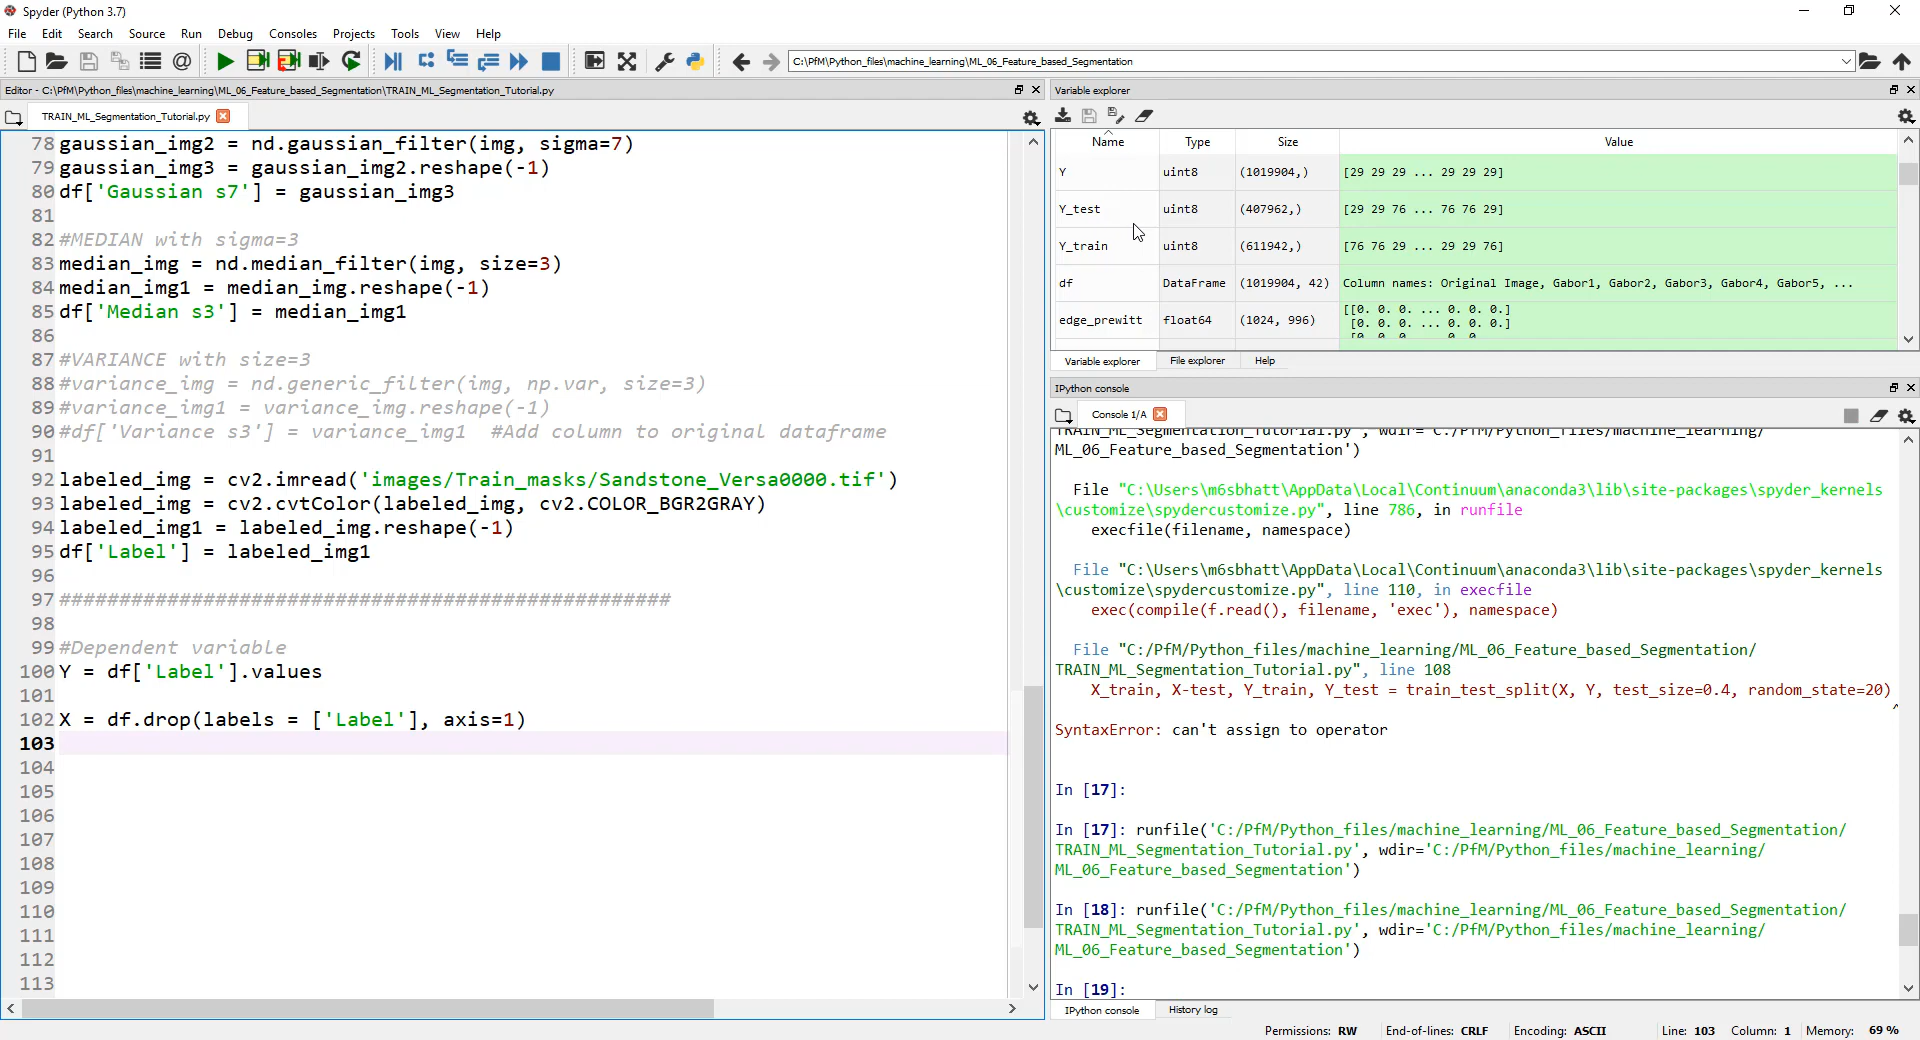 Spyder (Python 3.7)
File Edit Search Source Run Debug Consoles Projects Tools View Help
C:\PfM\Python_files\machine_learning\ML_06_Feature_based_Segmentation
Editor - C:\PfM\Python_files\machine_learning\ML_06_Feature_based_Segmentation\TRAIN_ML_Segmentation_Tutorial.py
TRAIN_ML_Segmentation_Tutorial.py
78 gaussian_img2 = nd.gaussian_filter(img, sigma=7)
79 gaussian_img3 = gaussian_img2.reshape(-1)
80 df['Gaussian s7'] = gaussian_img3
81
82 #MEDIAN with sigma=3
83 median_img = nd.median_filter(img, size=3)
84 median_img1 = median_img.reshape(-1)
85 df['Median s3'] = median_img1
86
87 #VARIANCE with size=3
88 #variance_img = nd.generic_filter(img, np.var, size=3)
89 #variance_img1 = variance_img.reshape(-1)
90 #df['Variance s3'] = variance_img1  #Add column to original dataframe
91
92 labeled_img = cv2.imread('images/Train_masks/Sandstone_Versa0000.tif')
93 labeled_img = cv2.cvtColor(labeled_img, cv2.COLOR_BGR2GRAY)
94 labeled_img1 = labeled_img.reshape(-1)
95 df['Label'] = labeled_img1
96
97 ###################################################
98
99 #Dependent variable
100 Y = df['Label'].values
101
102 X = df.drop(labels = ['Label'], axis=1)
103
104
105
106
107
108
109
110
111
112
113
Variable explorer
Name Type Size Value
Y uint8 (1019904,) [29 29 29 ... 29 29 29]
Y_test uint8 (407962,) [29 29 76 ... 76 76 29]
Y_train uint8 (611942,) [76 76 29 ... 29 29 76]
df DataFrame (1019904, 42) Column names: Original Image, Gabor1, Gabor2, Gabor3, Gabor4, Gabor5, ...
edge_prewitt float64 (1024, 996) [[0. 0. 0. ... 0. 0. 0.]
[0. 0. 0. ... 0. 0. 0.]
Variable explorer File explorer Help
IPython console
Console 1/A
TRAIN_ML_Segmentation_Tutorial.py', wdir='C:/PfM/Python_files/machine_learning/
ML_06_Feature_based_Segmentation')
File "C:\Users\m6sbhatt\AppData\Local\Continuum\anaconda3\lib\site-packages\spyder_kernels
\customize\spydercustomize.py", line 786, in runfile
execfile(filename, namespace)
File "C:\Users\m6sbhatt\AppData\Local\Continuum\anaconda3\lib\site-packages\spyder_kernels
\customize\spydercustomize.py", line 110, in execfile
exec(compile(f.read(), filename, 'exec'), namespace)
File "C:/PfM/Python_files/machine_learning/ML_06_Feature_based_Segmentation/
TRAIN_ML_Segmentation_Tutorial.py", line 108
X_train, X-test, Y_train, Y_test = train_test_split(X, Y, test_size=0.4, random_state=20)
^
SyntaxError: can't assign to operator
In [17]:
In [17]: runfile('C:/PfM/Python_files/machine_learning/ML_06_Feature_based_Segmentation/
TRAIN_ML_Segmentation_Tutorial.py', wdir='C:/PfM/Python_files/machine_learning/
ML_06_Feature_based_Segmentation')
In [18]: runfile('C:/PfM/Python_files/machine_learning/ML_06_Feature_based_Segmentation/
TRAIN_ML_Segmentation_Tutorial.py', wdir='C:/PfM/Python_files/machine_learning/
ML_06_Feature_based_Segmentation')
In [19]:
IPython console History log
Permissions: RW End-of-lines: CRLF Encoding: ASCII Line: 103 Column: 1 Memory: 69 %